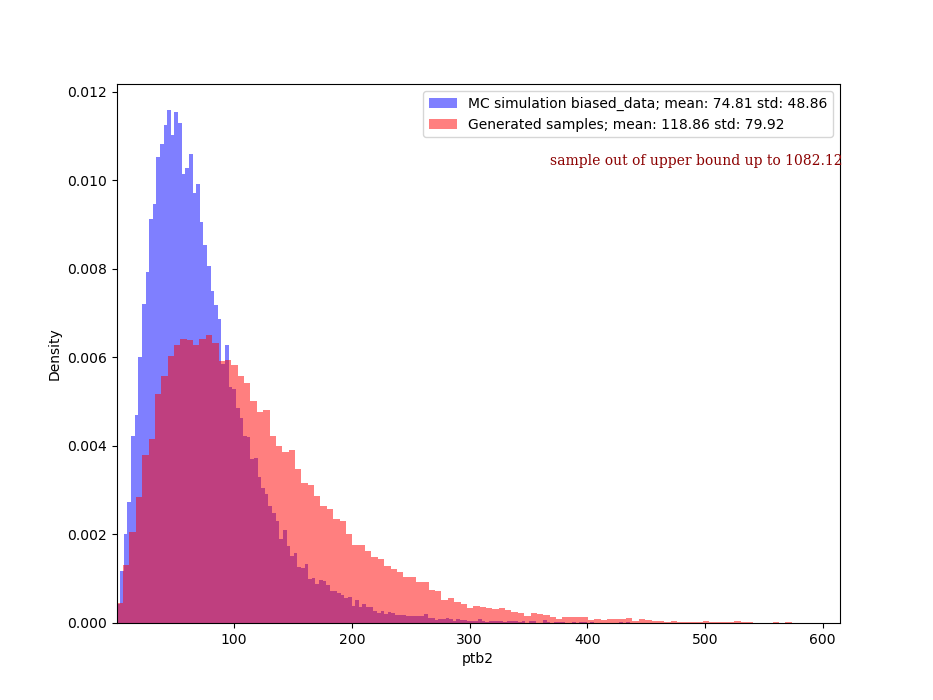 MC simulation biased_data; mean: 74.81 std: 48.86
Generated samples; mean: 118.86 std: 79.92
sample out of upper bound up to 1082.12
0.012
0.010
0.008
0.006
0.004
0.002
0.000
Density
100 200 300 400 500 600
ptb2